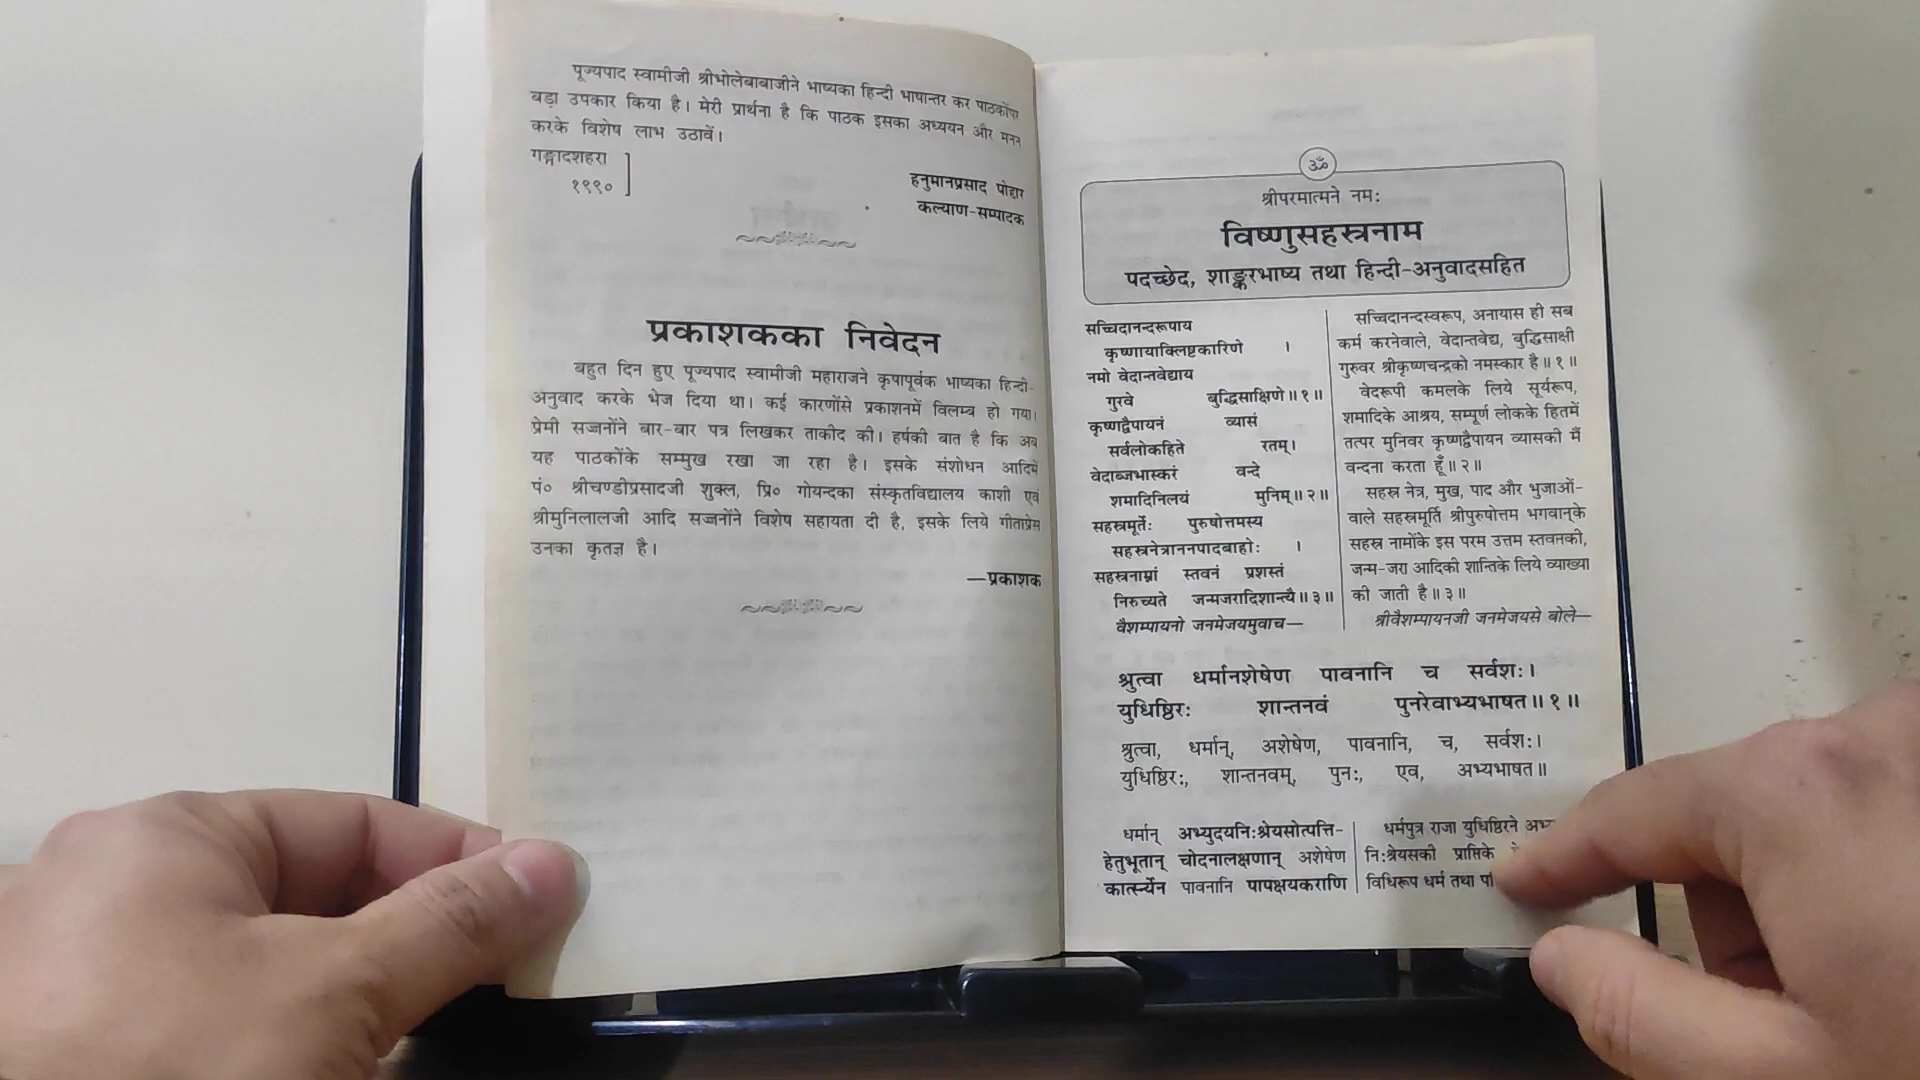 पूज्यपाद स्वामीजी श्रीभोलेबाबाजीने भाष्यका हिन्दी भाषान्तर कर पाठकोंपर
बड़ा उपकार किया है। मेरी प्रार्थना है कि पाठक इसका अध्ययन और मनन
करके विशेष लाभ उठावें।
गङ्गादशहरा
१९९०
हनुमानप्रसाद पोद्दार
कल्याण-सम्पादक
प्रकाशकका निवेदन
बहुत दिन हुए पूज्यपाद स्वामीजी महाराजने कृपापूर्वक भाष्यका हिन्दी-
अनुवाद करके भेज दिया था। कई कारणोंसे प्रकाशनमें विलम्ब हो गया।
प्रेमी सज्जनोंने बार-बार पत्र लिखकर ताकीद की। हर्षकी बात है कि अब
यह पाठकोंके सम्मुख रखा जा रहा है। इसके संशोधन आदिमें
पं० श्रीचण्डीप्रसादजी शुक्ल, प्रि० गोयन्दका संस्कृतविद्यालय काशी एवं
श्रीमुनिलालजी आदि सज्जनोंने विशेष सहायता दी है, इसके लिये गीताप्रेस
उनका कृतज्ञ है।
—प्रकाशक
ॐ
श्रीपरमात्मने नमः
विष्णुसहस्रनाम
पदच्छेद, शाङ्करभाष्य तथा हिन्दी-अनुवादसहित
सच्चिदानन्दरूपाय
कृष्णायाक्लिष्टकारिणे ।
नमो वेदान्तवेद्याय
गुरवे बुद्धिसाक्षिणे॥१॥
कृष्णद्वैपायनं व्यासं
सर्वलोकहिते रतम्।
वेदाब्जभास्करं वन्दे
शमादिनिलयं मुनिम्॥२॥
सहस्रमूर्तेः पुरुषोत्तमस्य
सहस्रनेत्राननपादबाहोः ।
सहस्रनाम्नां स्तवनं प्रशस्तं
निरुच्यते जन्मजरादिशान्त्यै॥३॥
वैशम्पायनो जनमेजयमुवाच—
सच्चिदानन्दस्वरूप, अनायास ही सब
कर्म करनेवाले, वेदान्तवेद्य, बुद्धिसाक्षी
गुरुवर श्रीकृष्णचन्द्रको नमस्कार है॥१॥
वेदरूपी कमलके लिये सूर्यरूप,
शमादिके आश्रय, सम्पूर्ण लोकके हितमें
तत्पर मुनिवर कृष्णद्वैपायन व्यासकी मैं
वन्दना करता हूँ॥२॥
सहस्र नेत्र, मुख, पाद और भुजाओं-
वाले सहस्रमूर्ति श्रीपुरुषोत्तम भगवान्‌के
सहस्र नामोंके इस परम उत्तम स्तवनकी,
जन्म-जरा आदिकी शान्तिके लिये व्याख्या
की जाती है॥३॥
श्रीवैशम्पायनजी जनमेजयसे बोले—
श्रुत्वा धर्मानशेषेण पावनानि च सर्वशः।
युधिष्ठिरः शान्तनवं पुनरेवाभ्यभाषत॥१॥
श्रुत्वा, धर्मान्, अशेषेण, पावनानि, च, सर्वशः।
युधिष्ठिरः, शान्तनवम्, पुनः, एव, अभ्यभाषत॥
धर्मान् अभ्युदयनिःश्रेयसोत्पत्ति-
हेतुभूतान् चोदनालक्षणान् अशेषेण
कार्त्स्न्येन पावनानि पापक्षयकराणि
धर्मपुत्र राजा युधिष्ठिरने
निःश्रेयसकी प्राप्तिके
विधिरूप धर्म तथा